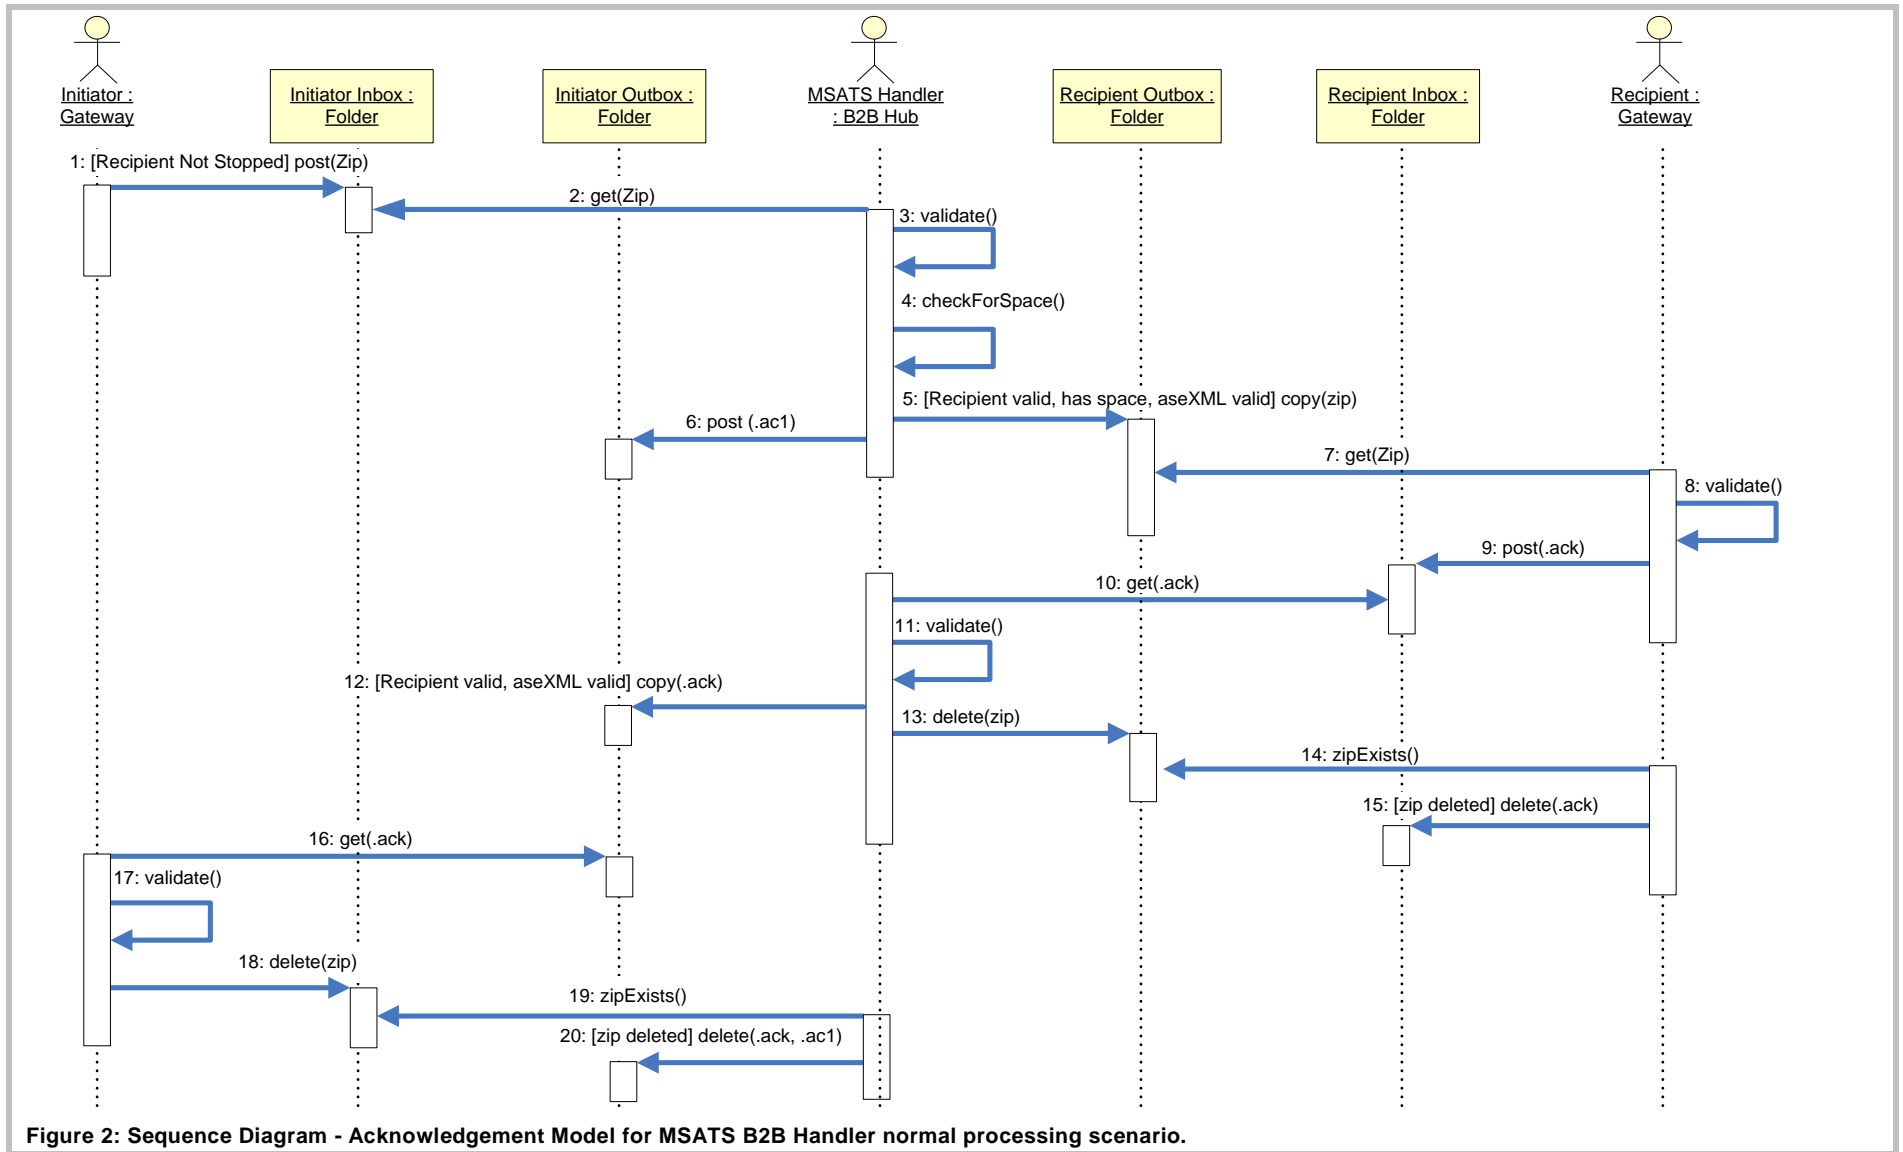 Initiator :
Gateway
Initiator Inbox :
Folder
Initiator Outbox :
Folder
MSATS Handler
: B2B Hub
Recipient Outbox :
Folder
Recipient Inbox :
Folder
Recipient :
Gateway
1: [Recipient Not Stopped] post(Zip)
2: get(Zip)
3: validate()
4: checkForSpace()
5: [Recipient valid, has space, aseXML valid] copy(zip)
6: post (.ac1)
7: get(Zip)
8: validate()
9: post(.ack)
10: get(.ack)
11: validate()
12: [Recipient valid, aseXML valid] copy(.ack)
13: delete(zip)
14: zipExists()
15: [zip deleted] delete(.ack)
16: get(.ack)
17: validate()
18: delete(zip)
19: zipExists()
20: [zip deleted] delete(.ack, .ac1)
Figure 2: Sequence Diagram - Acknowledgement Model for MSATS B2B Handler normal processing scenario.